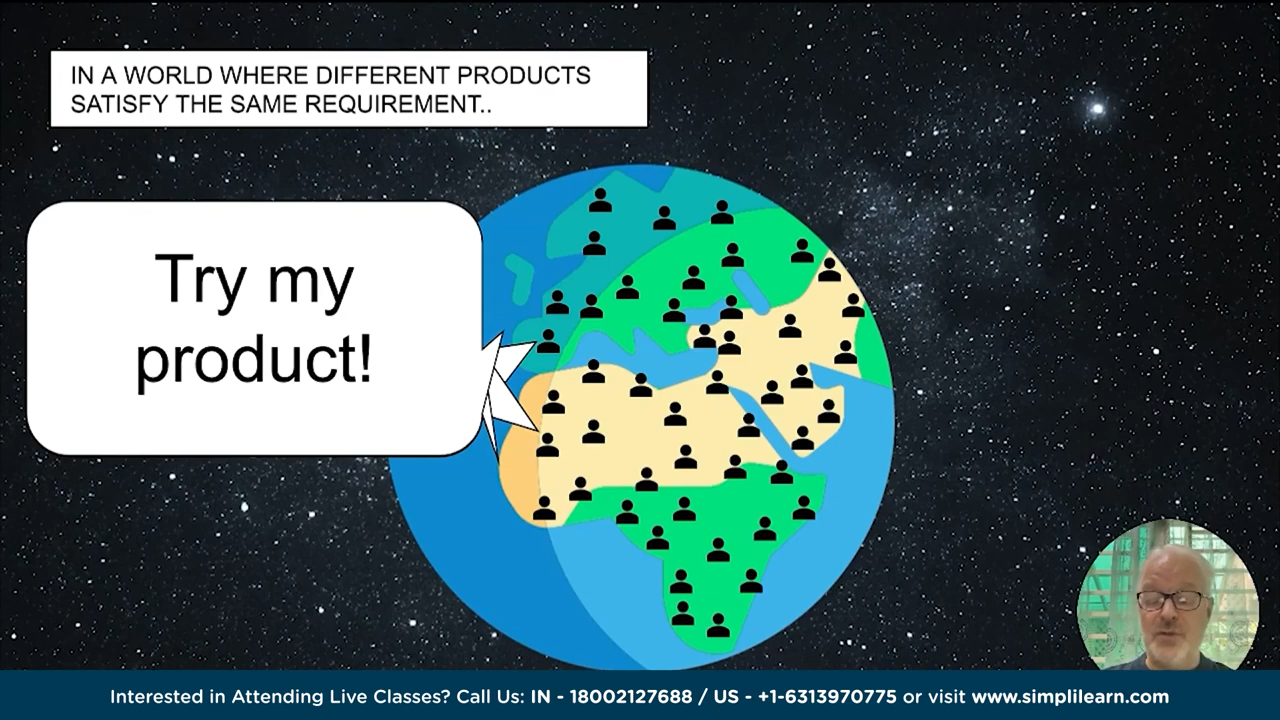 IN A WORLD WHERE DIFFERENT PRODUCTS
SATISFY THE SAME REQUIREMENT..
Try my
product!
Interested in Attending Live Classes? Call Us: IN - 18002127688 / US - +1-6313970775 or visit www.simplilearn.com